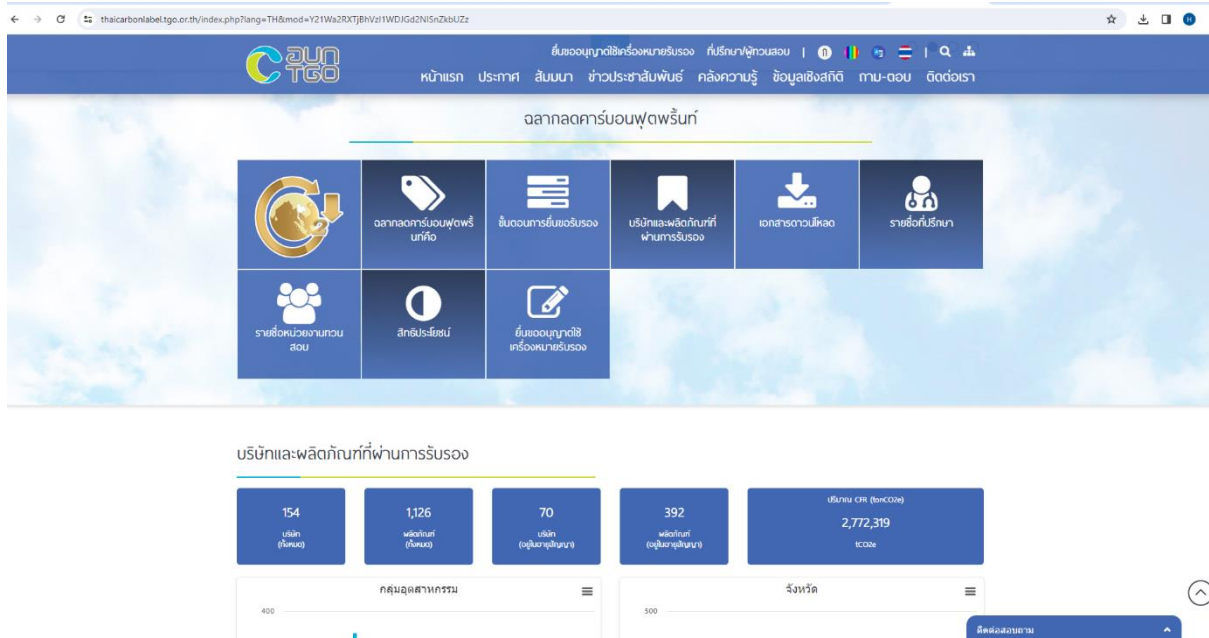 thaicarbonlabel.tgo.or.th/index.php?lang=TH&mod=Y21Wa2RXTjBhVzl1WDJGd2NISnZkbUZz
H
อบก
TGO
ยื่นขออนุญาตใช้เครื่องหมายรับรอง ที่ปรึกษา/ผู้ทวนสอบ | ก | |
หน้าแรก ประกาศ สัมมนา ข่าวประชาสัมพันธ์ คลังความรู้ ข้อมูลเชิงสถิติ ถาม-ตอบ ติดต่อเรา
ฉลากลดคาร์บอนฟุตพริ้นท์
ฉลากลดคาร์บอนฟุตพริ้
นท์คือ
ขั้นตอนการยื่นขอรับรอง
บริษัทและผลิตภัณฑ์ที่
ผ่านการรับรอง
เอกสารดาวน์โหลด
รายชื่อที่ปรึกษา
รายชื่อหน่วยงานทวน
สอบ
สิทธิประโยชน์
ยื่นขออนุญาตใช้
เครื่องหมายรับรอง
บริษัทและผลิตภัณฑ์ที่ผ่านการรับรอง
154
บริษัท
(ทั้งหมด)
1,126
ผลิตภัณฑ์
(ทั้งหมด)
70
บริษัท
(อยู่ในอายุสัญญา)
392
ผลิตภัณฑ์
(อยู่ในอายุสัญญา)
ปริมาณ CFR (tonCO2e)
2,772,319
tCO2e
กลุ่มอุตสาหกรรม
400
จังหวัด
500
ติดต่อสอบถาม